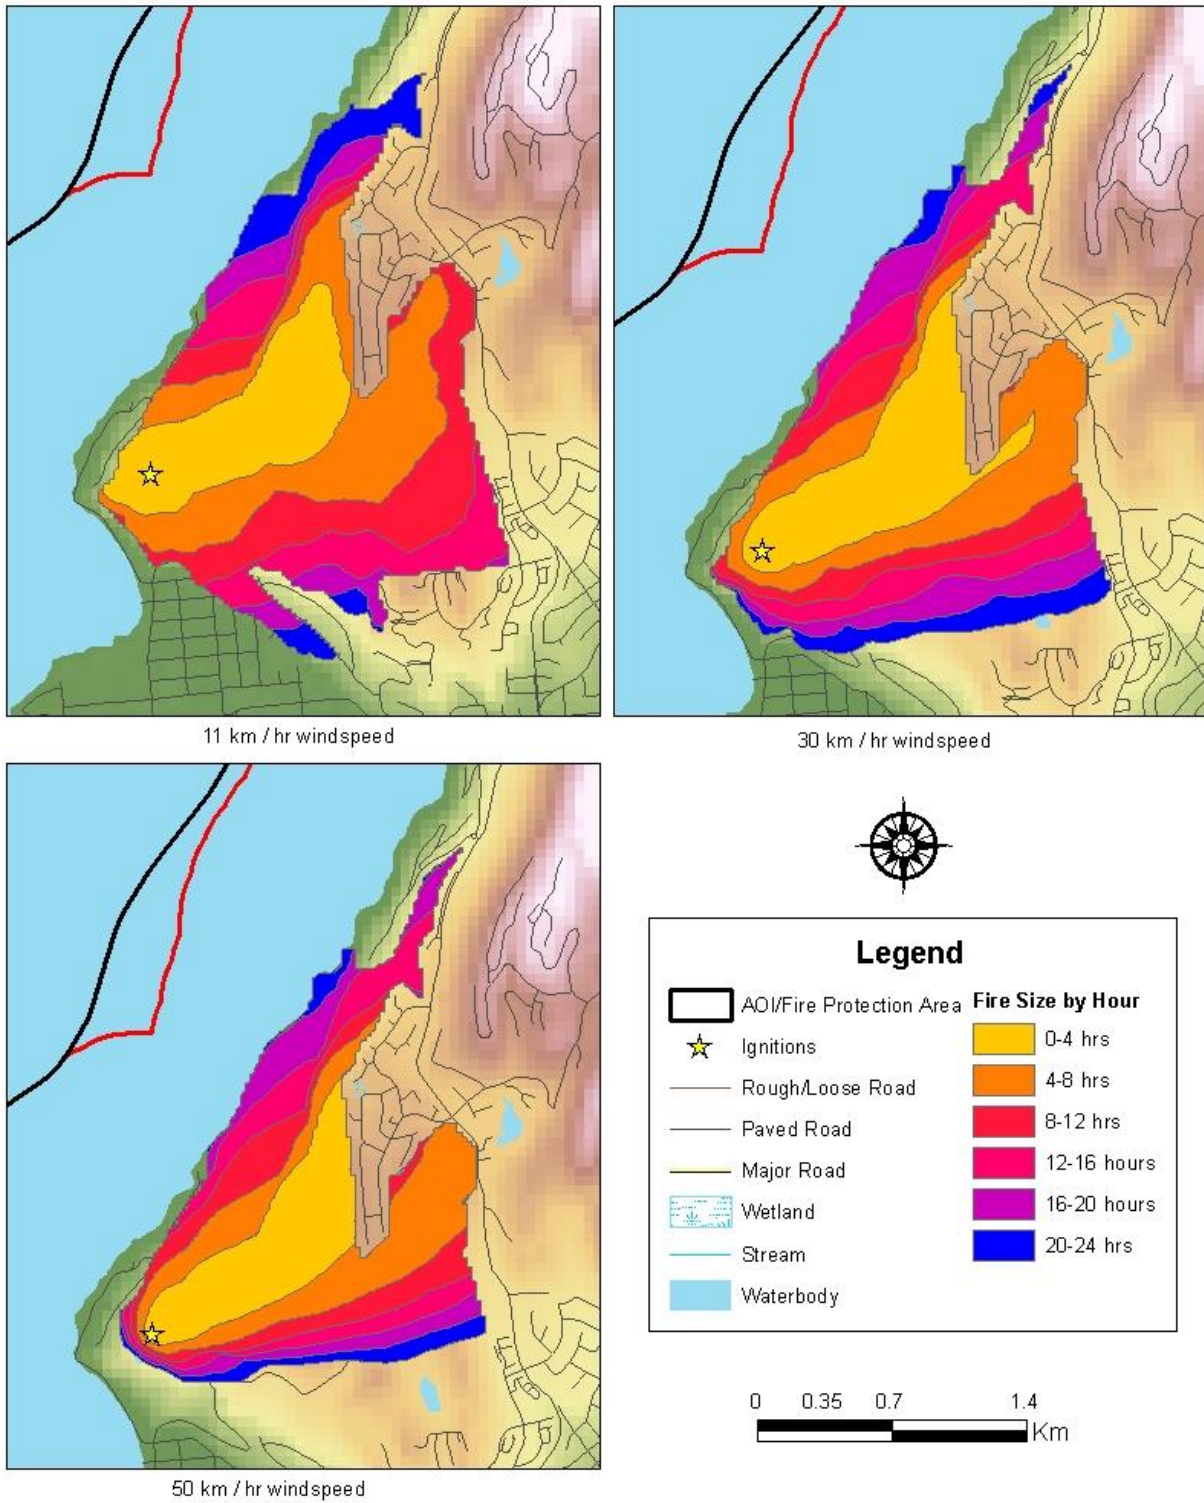 11 km / hr windspeed
30 km / hr windspeed
50 km / hr windspeed
Legend
AOI/Fire Protection Area
Ignitions
Rough/Loose Road
Paved Road
Major Road
Wetland
Stream
Waterbody
Fire Size by Hour
0-4 hrs
4-8 hrs
8-12 hrs
12-16 hours
16-20 hours
20-24 hrs
0 0.35 0.7 1.4
Km